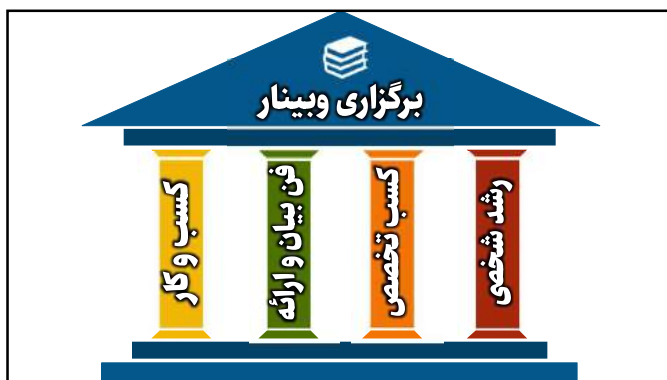 برگزاری وبینار
رشد شخصی
کسب تخصص
فن بیان و ارائه
کسب و کار